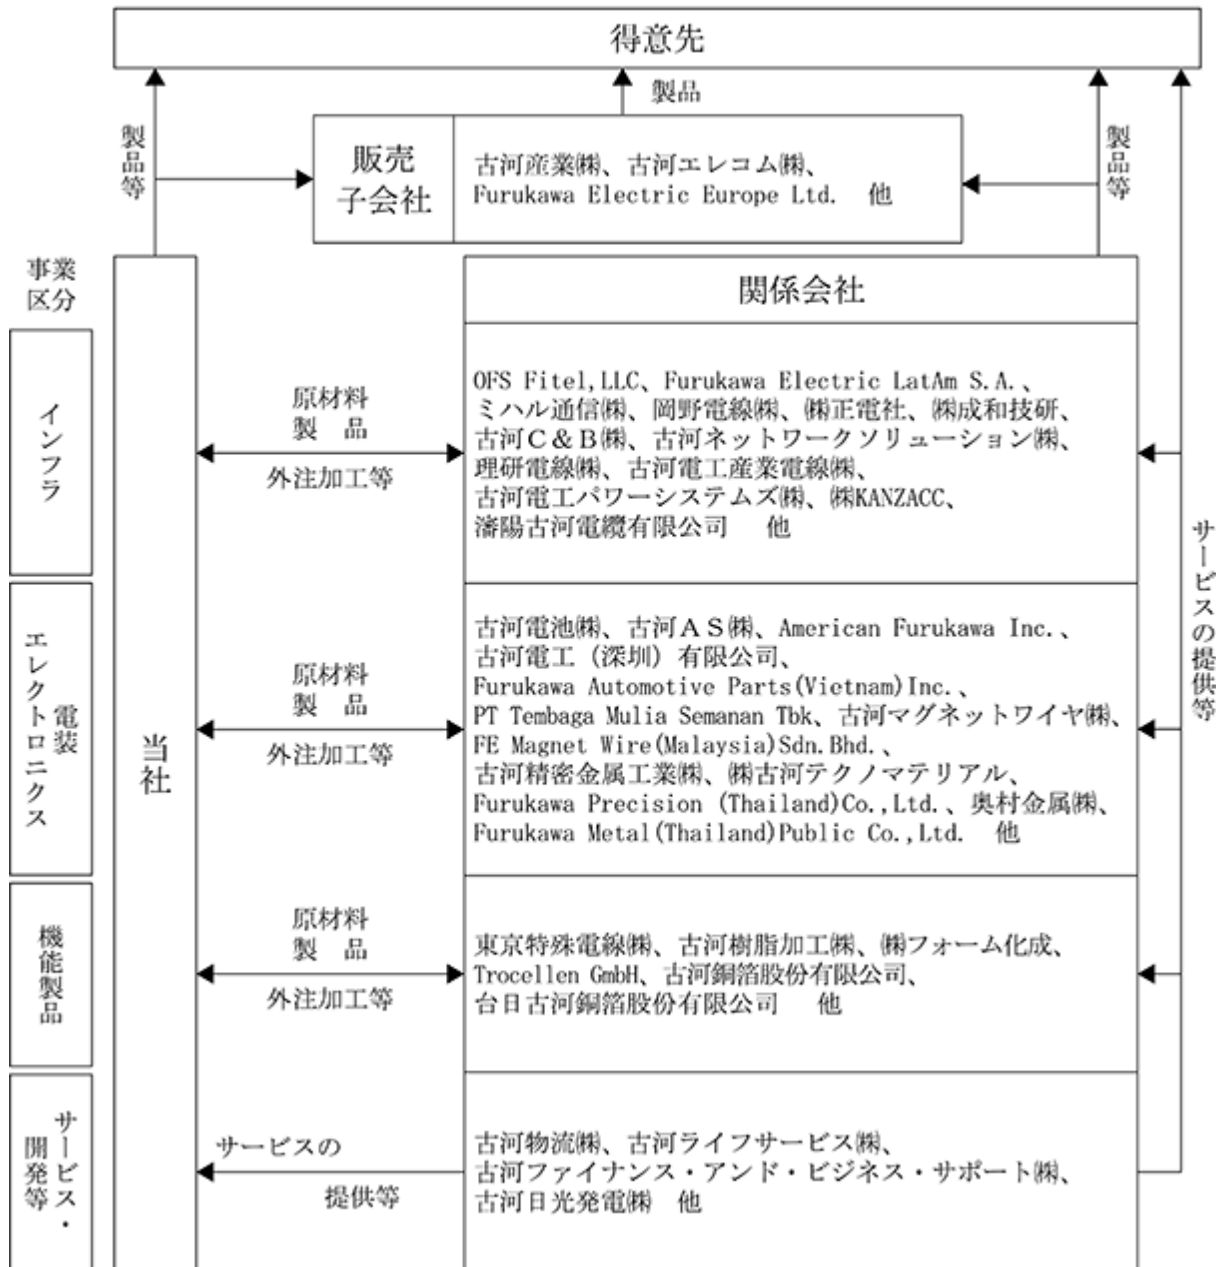 得意先
製品
製品等
製品等
販売
子会社
古河産業㈱、古河エレコム㈱、
Furukawa Electric Europe Ltd. 他
事業
区分
当社
関係会社
インフラ
原材料
製 品
外注加工等
OFS Fitel,LLC、Furukawa Electric LatAm S.A.、
ミハル通信㈱、岡野電線㈱、㈱正電社、㈱成和技研、
古河Ｃ＆Ｂ㈱、古河ネットワークソリューション㈱、
理研電線㈱、古河電工産業電線㈱、
古河電工パワーシステムズ㈱、㈱KANZACC、
瀋陽古河電纜有限公司 他
サービスの提供等
電装
エレクトロニクス
原材料
製 品
外注加工等
古河電池㈱、古河ＡＳ㈱、American Furukawa Inc.、
古河電工（深圳）有限公司、
Furukawa Automotive Parts(Vietnam)Inc.、
PT Tembaga Mulia Semanan Tbk、古河マグネットワイヤ㈱、
FE Magnet Wire(Malaysia)Sdn.Bhd.、
古河精密金属工業㈱、㈱古河テクノマテリアル、
Furukawa Precision (Thailand)Co.,Ltd.、奥村金属㈱、
Furukawa Metal(Thailand)Public Co.,Ltd. 他
機能製品
原材料
製 品
外注加工等
東京特殊電線㈱、古河樹脂加工㈱、㈱フォーム化成、
Trocellen GmbH、古河銅箔股份有限公司、
台日古河銅箔股份有限公司 他
サービス・
開発等
サービスの
提供等
古河物流㈱、古河ライフサービス㈱、
古河ファイナンス・アンド・ビジネス・サポート㈱、
古河日光発電㈱ 他